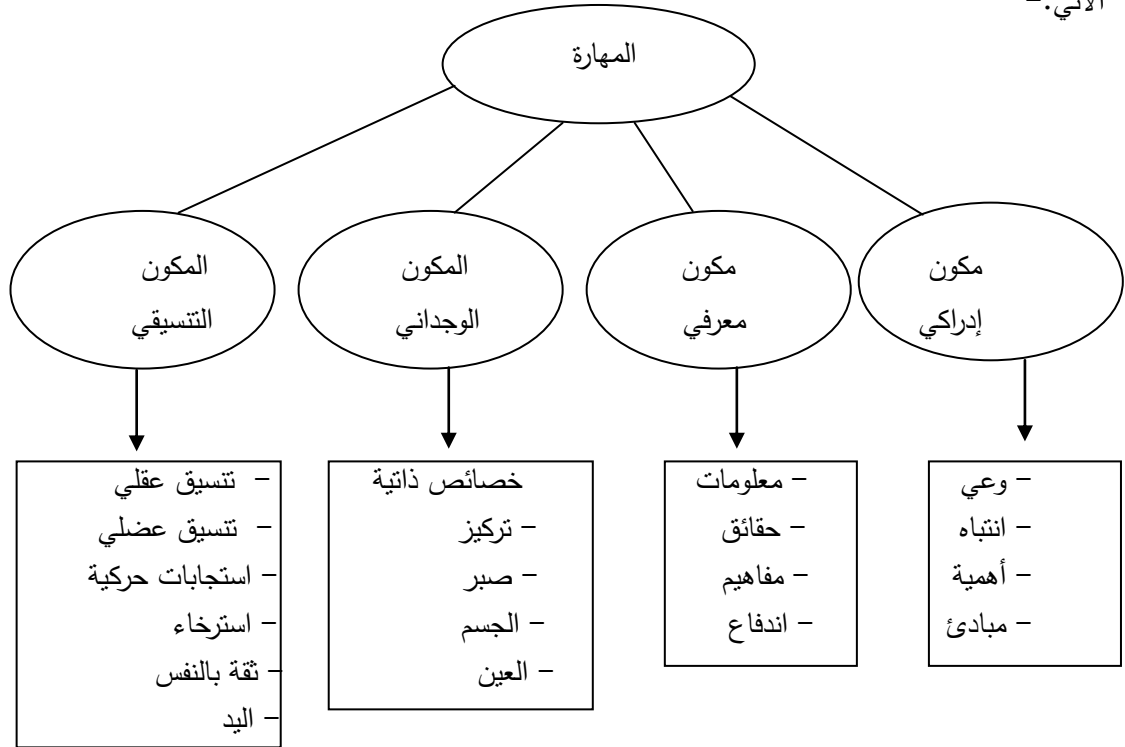 الآتي:-
المهارة
مكون
إدراكي
مكون
معرفي
المكون
الوجداني
المكون
التنسيقي
- وعي
- انتباه
- أهمية
- مبادئ
- معلومات
- حقائق
- مفاهيم
- اندفاع
خصائص ذاتية
- تركيز
- صبر
- الجسم
- العين
- تنسيق عقلي
- تنسيق عضلي
- استجابات حركية
- استرخاء
- ثقة بالنفس
- اليد